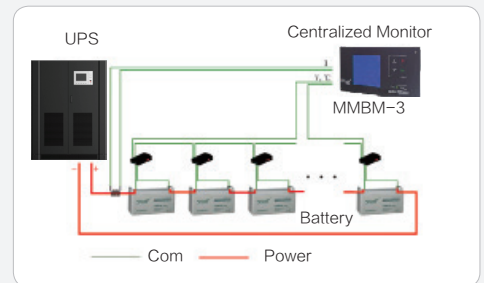 UPS
Centralized Monitor
I
V, ℃
MMBM-3
− +
Battery
Com
Power